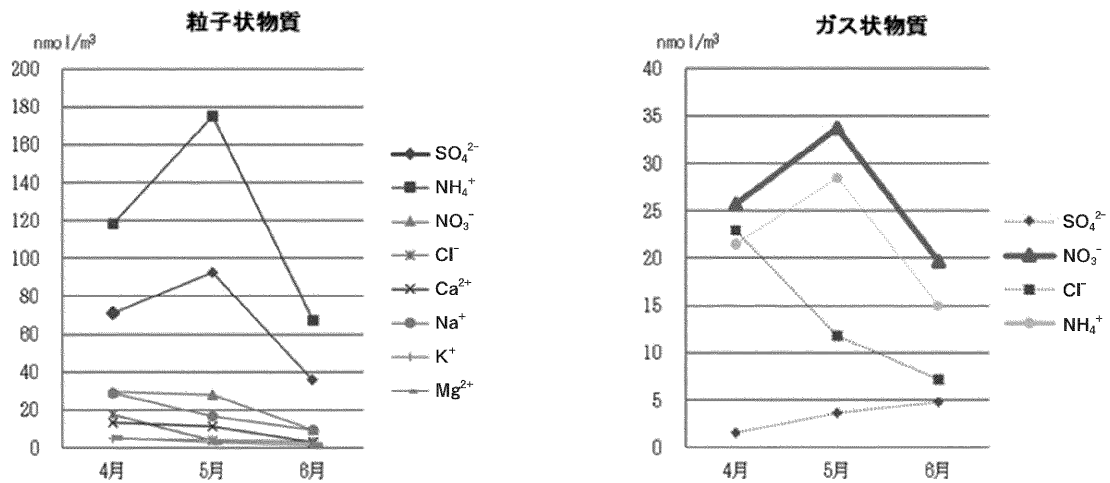 粒子状物質
nmol/m³
200
180
160
140
120
100
80
60
40
20
0
4月
5月
6月
SO₄²⁻
NH₄⁺
NO₃⁻
Cl⁻
Ca²⁺
Na⁺
K⁺
Mg²⁺
ガス状物質
nmol/m³
40
35
30
25
20
15
10
5
0
4月
5月
6月
SO₄²⁻
NO₃⁻
Cl⁻
NH₄⁺